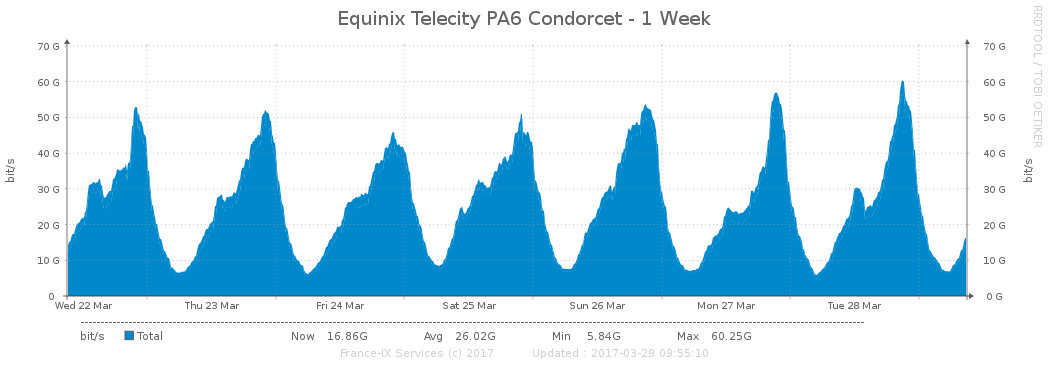 Equinix Telecity PA6 Condorcet - 1 Week
RRDTOOL / TOBI OETIKER
70 G 70 G
60 G 60 G
50 G 50 G
40 G 40 G
30 G 30 G
20 G 20 G
10 G 10 G
0 0 G
bit/s
bit/s
Wed 22 Mar Thu 23 Mar Fri 24 Mar Sat 25 Mar Sun 26 Mar Mon 27 Mar Tue 28 Mar
bit/s Total Now 16.86G Avg 26.02G Min 5.84G Max 60.25G
France-IX Services (c) 2017 Updated : 2017-03-29 09:55:10